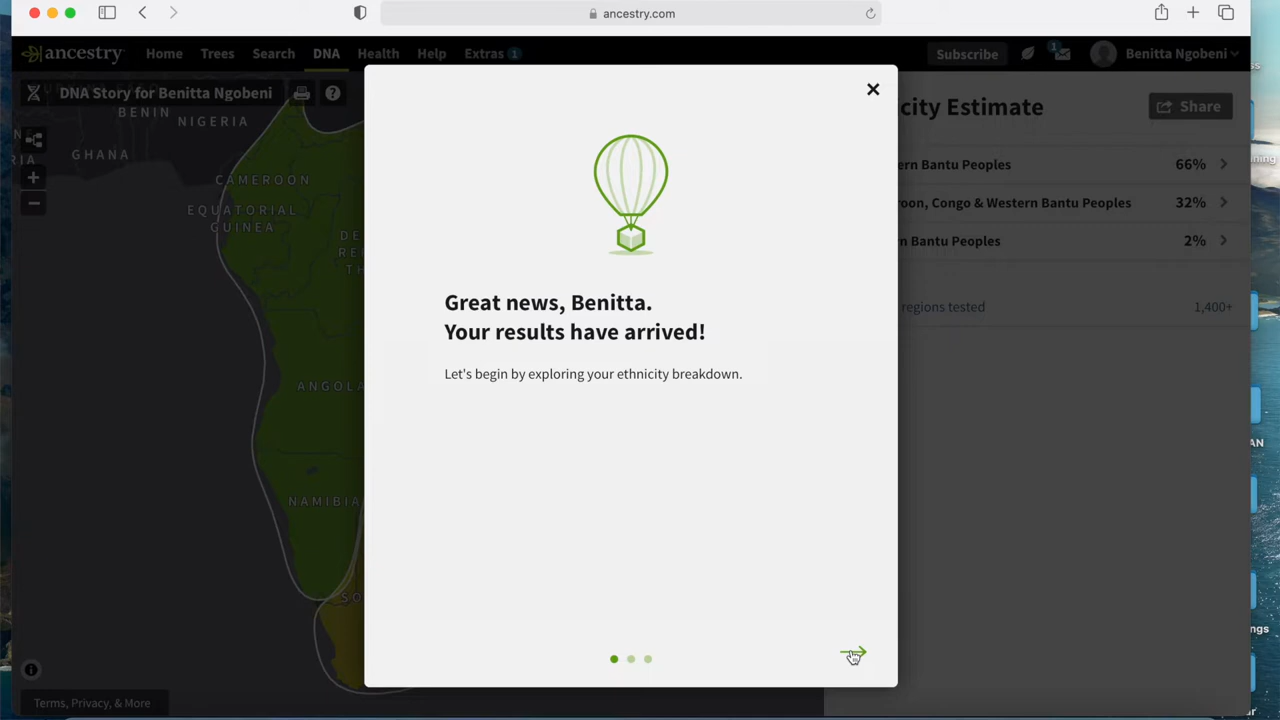 ancestry.com
ancestry
Home
Trees
Search
DNA
Health
Help
Extras 1
Subscribe
1
Benitta Ngobeni
DNA Story for Benitta Ngobeni
BENIN
NIGERIA
GHANA
CAMEROON
EQUATORIAL
GUINEA
ANGOLA
NAMIBIA
Great news, Benitta.
Your results have arrived!
Let's begin by exploring your ethnicity breakdown.
Estimate
Share
Bantu Peoples
66%
Congo & Western Bantu Peoples
32%
Bantu Peoples
2%
regions tested
1,400+
Terms, Privacy, & More